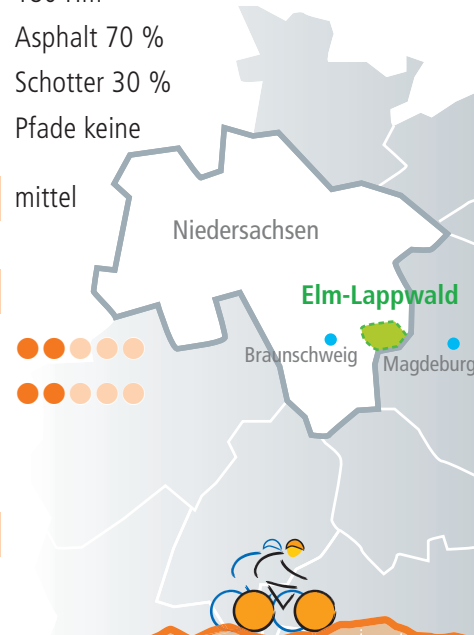 Asphalt 70 %
Schotter 30 %
Pfade keine
mittel
Niedersachsen
Elm-Lappwald
Braunschweig
Magdeburg